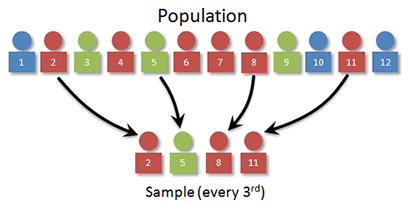 Population
1 2 3 4 5 6 7 8 9 10 11 12
2 5 8 11
Sample (every 3rd)